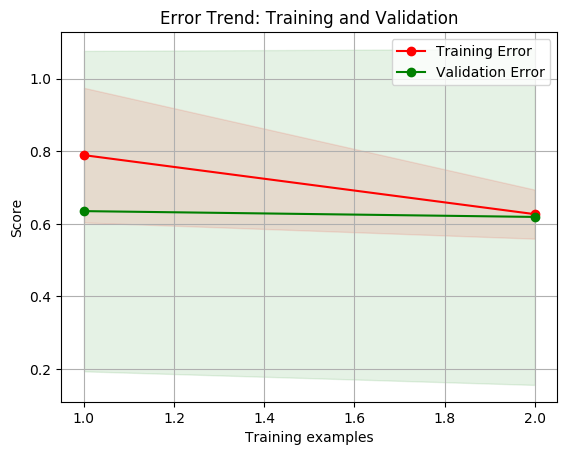 Error Trend: Training and Validation
Training Error
Validation Error
Score
1.0
0.8
0.6
0.4
0.2
1.0 1.2 1.4 1.6 1.8 2.0
Training examples